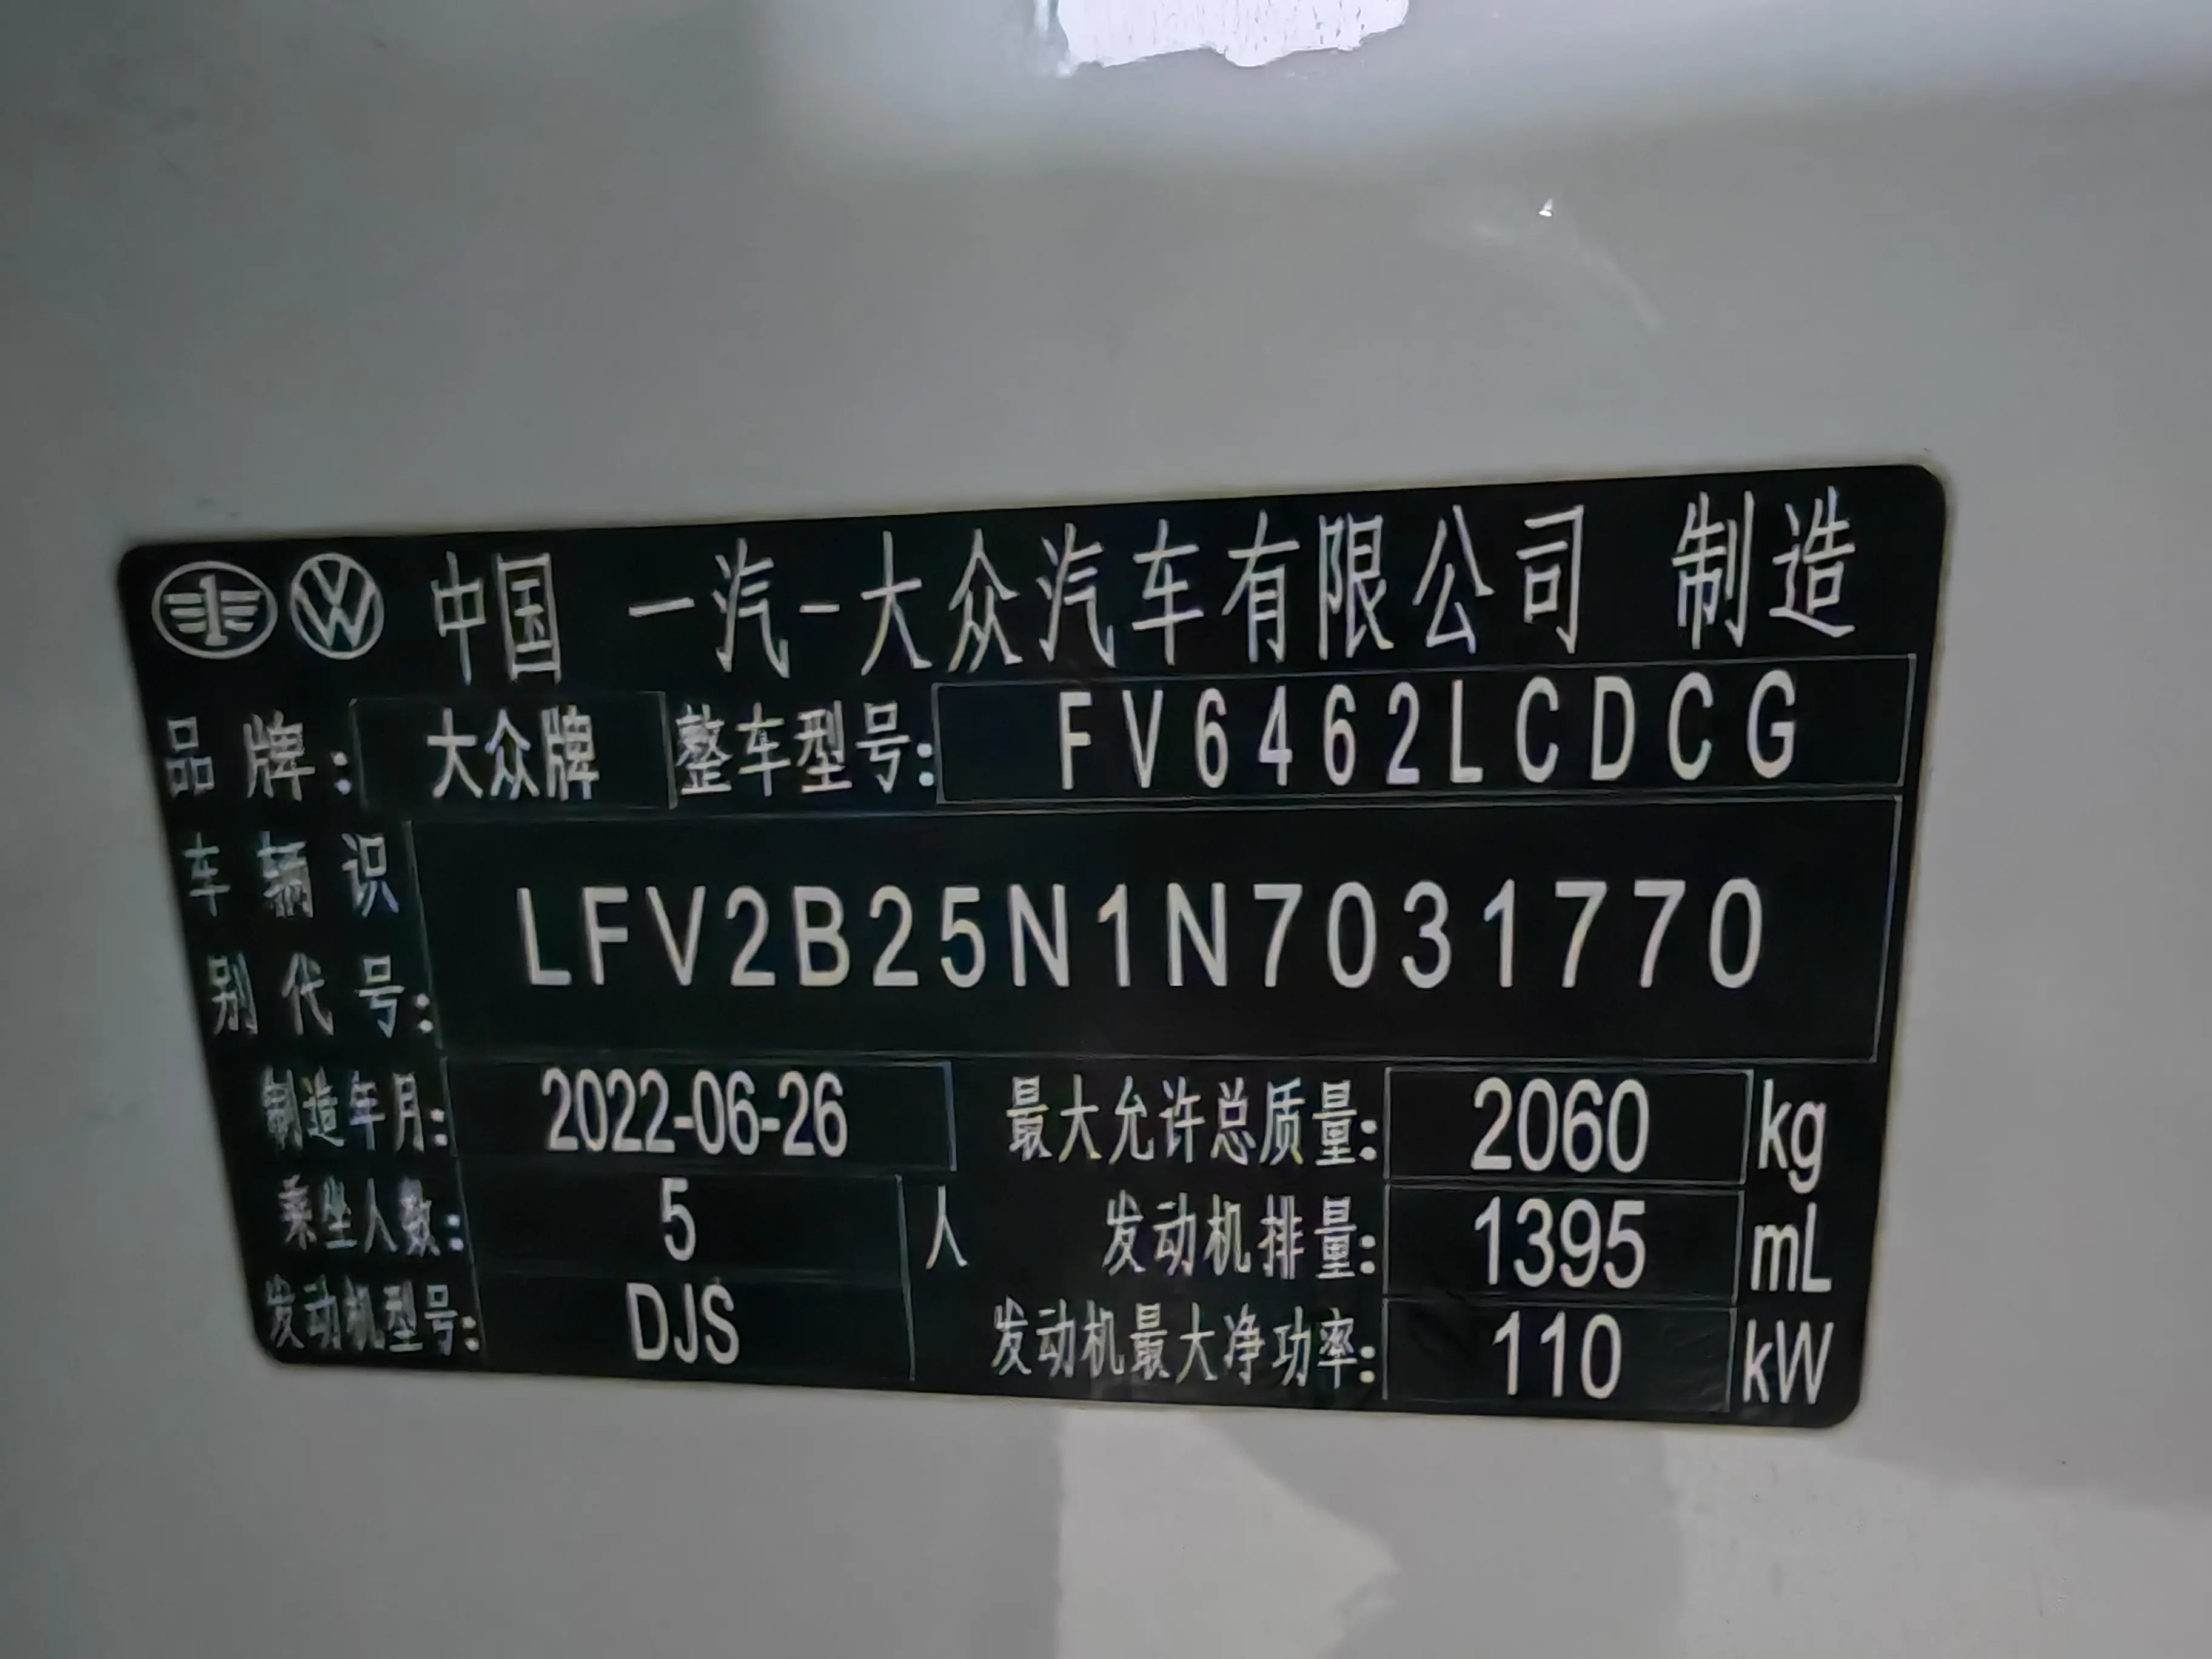 中国 一汽-大众汽车有限公司 制造
品牌: 大众牌 整车型号: FV6462LCDCG
车辆识
别代号: LFV2B25N1N7031770
制造年月: 2022-06-26 最大允许总质量: 2060 kg
乘坐人数: 5 人 发动机排量: 1395 mL
发动机型号: DJS 发动机最大净功率: 110 kW